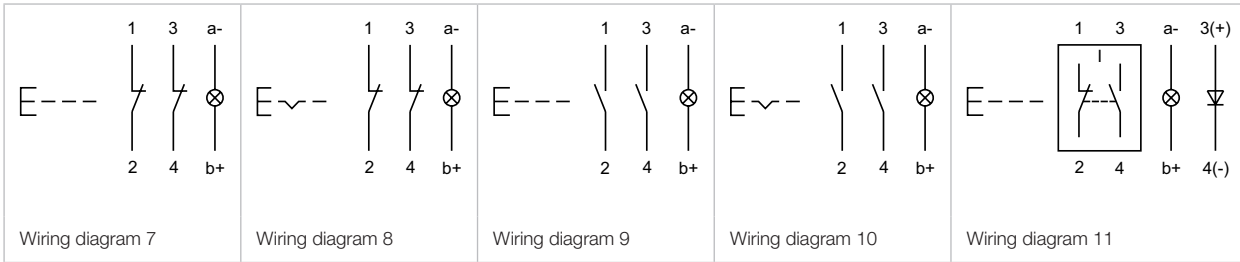 1 3 a-
2 4 b+
Wiring diagram 7
1 3 a-
2 4 b+
Wiring diagram 8
1 3 a-
2 4 b+
Wiring diagram 9
1 3 a-
2 4 b+
Wiring diagram 10
1 3 a- 3(+)
I
2 4 b+ 4(-)
Wiring diagram 11